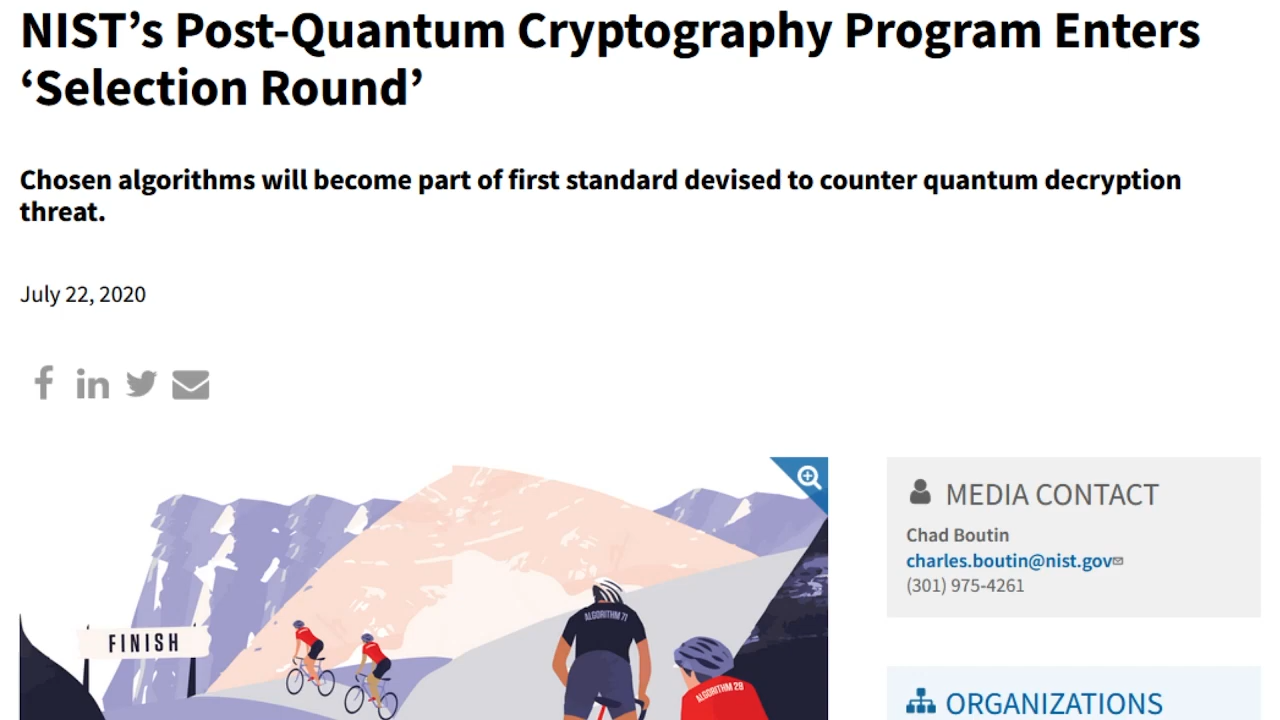 NIST’s Post-Quantum Cryptography Program Enters
‘Selection Round’
Chosen algorithms will become part of first standard devised to counter quantum decryption
threat.
July 22, 2020
FINISH
ALGORITHM 71
ALGORITHM 29
MEDIA CONTACT
Chad Boutin
charles.boutin@nist.gov
(301) 975-4261
ORGANIZATIONS